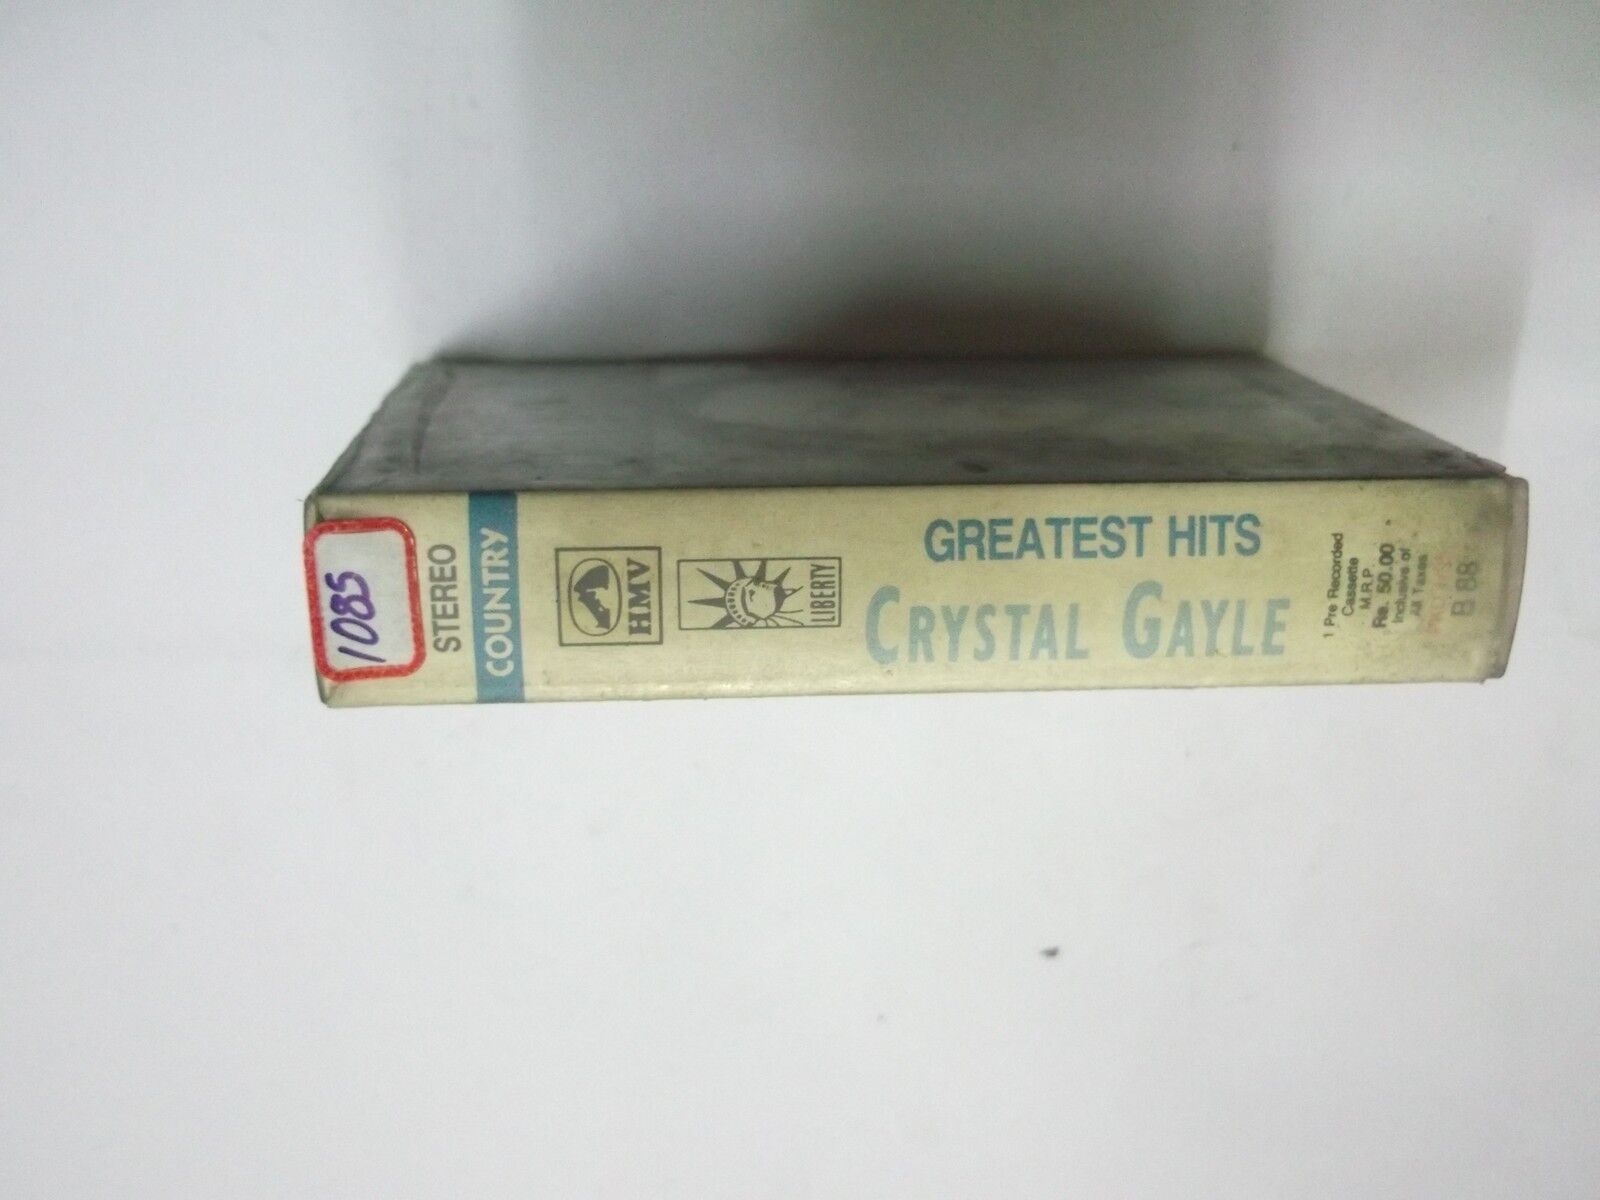 1085
STEREO
COUNTRY
HMV
LIBERTY
GREATEST HITS
CRYSTAL GAYLE
1 Pre Recorded
Cassette
M.R.P.
Rs. 50.00
Inclusive of
All Taxes